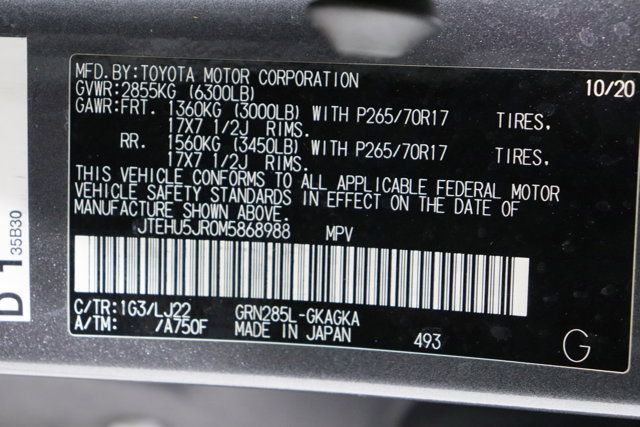 MFD. BY: TOYOTA MOTOR CORPORATION 10/20
GVWR: 2855KG (6300LB)
GAWR: FRT. 1360KG (3000LB) WITH P265/70R17 TIRES,
17X7 1/2J RIMS.
RR. 1560KG (3450LB) WITH P265/70R17 TIRES,
17X7 1/2J RIMS.
THIS VEHICLE CONFORMS TO ALL APPLICABLE FEDERAL MOTOR
VEHICLE SAFETY STANDARDS IN EFFECT ON THE DATE OF
MANUFACTURE SHOWN ABOVE.
JTEHU5JR0M5868988 MPV
C/TR: 1G3/LJ22 GRN285L-GKAGKA
A/TM: /A750F MADE IN JAPAN 493
G
D1
35B30